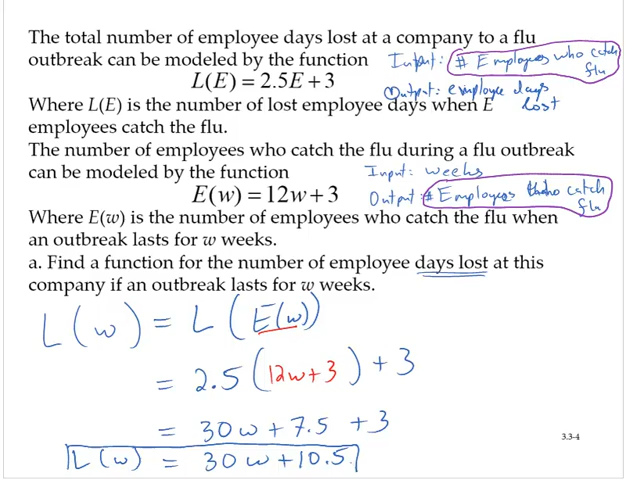 The total number of employee days lost at a company to a flu
outbreak can be modeled by the function
Input: # Employees who catch
flu
L(E) = 2.5E + 3
Output: employee days
lost
Where L(E) is the number of lost employee days when E
employees catch the flu.
The number of employees who catch the flu during a flu outbreak
can be modeled by the function
Input: weeks
E(w) = 12w + 3
Output: # Employees who catch
flu
Where E(w) is the number of employees who catch the flu when
an outbreak lasts for w weeks.
a. Find a function for the number of employee days lost at this
company if an outbreak lasts for w weeks.
L(w) = L(E(w))
= 2.5(12w+3) + 3
= 30w + 7.5 + 3
L(w) = 30w + 10.5
3.3-4